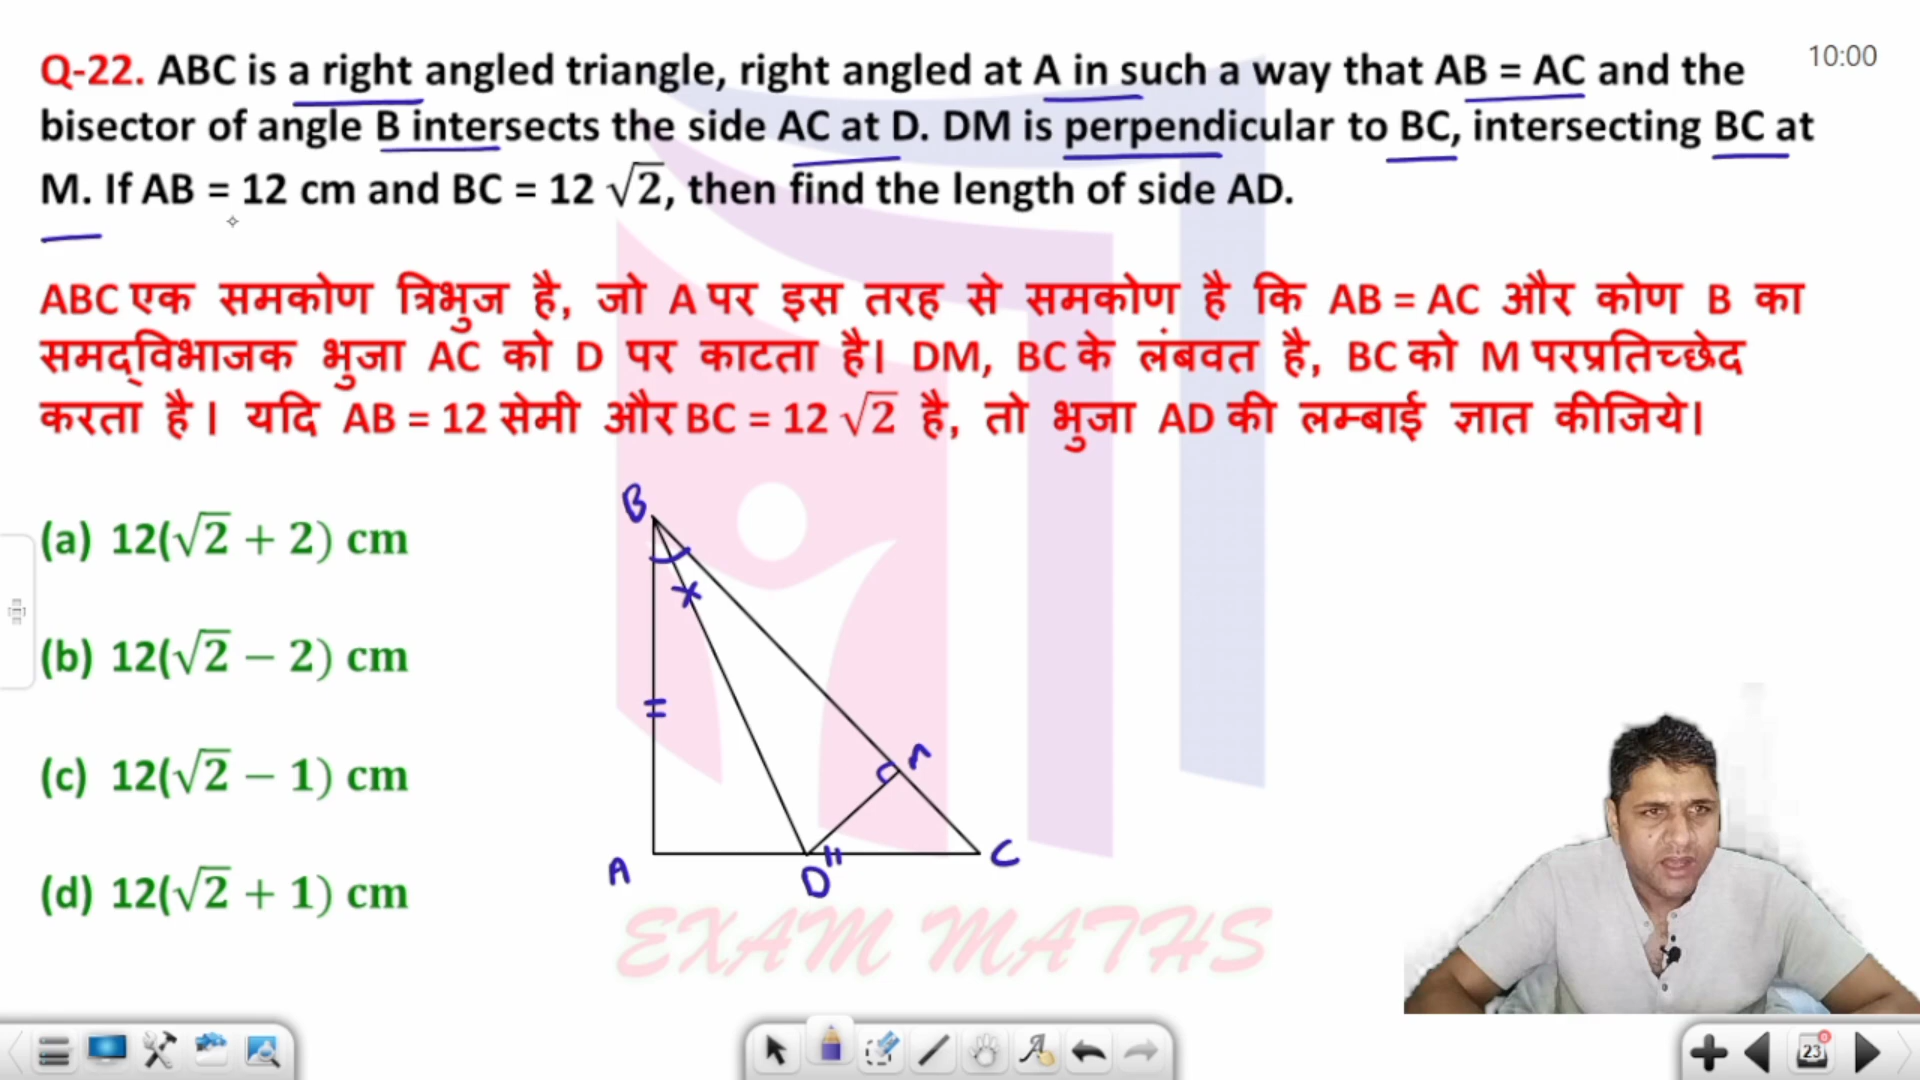 Q-22. ABC is a right angled triangle, right angled at A in such a way that AB = AC and the
10:00
bisector of angle B intersects the side AC at D. DM is perpendicular to BC, intersecting BC at
M. If AB = 12 cm and BC = 12 √2, then find the length of side AD.
ABC एक समकोण त्रिभुज है, जो A पर इस तरह से समकोण है कि AB = AC और कोण B का
समद्विभाजक भुजा AC को D पर काटता है। DM, BC के लंबवत है, BC को M परप्रतिच्छेद
करता है । यदि AB = 12 सेमी और BC = 12 √2 है, तो भुजा AD की लम्बाई ज्ञात कीजिये।
(a) 12(√2 + 2) cm
(b) 12(√2 − 2) cm
(c) 12(√2 − 1) cm
(d) 12(√2 + 1) cm
B
M
A
D
C
EXAM MATHS
23